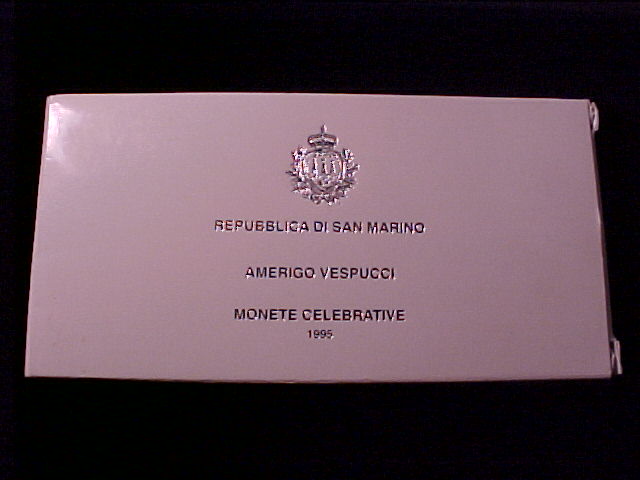 REPUBBLICA DI SAN MARINO
AMERIGO VESPUCCI
MONETE CELEBRATIVE
1995